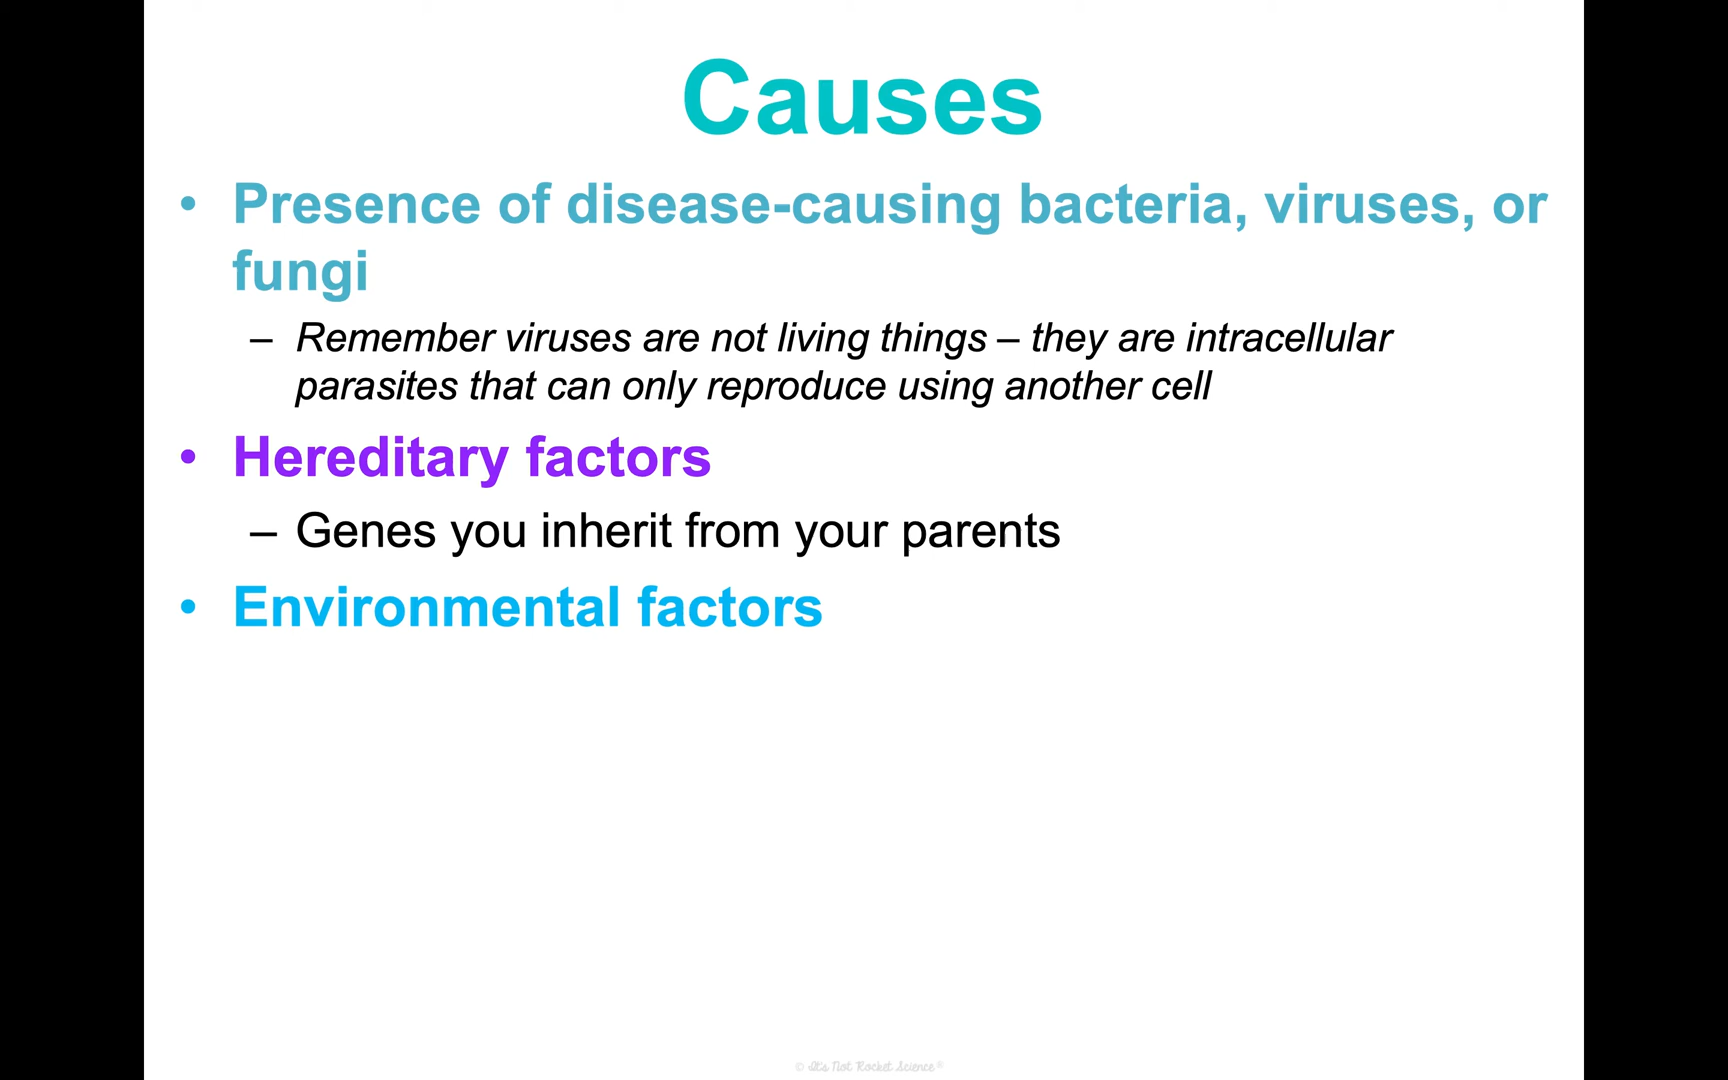 Causes
• Presence of disease-causing bacteria, viruses, or
fungi
– Remember viruses are not living things – they are intracellular
parasites that can only reproduce using another cell
• Hereditary factors
– Genes you inherit from your parents
• Environmental factors
© It's Not Rocket Science®